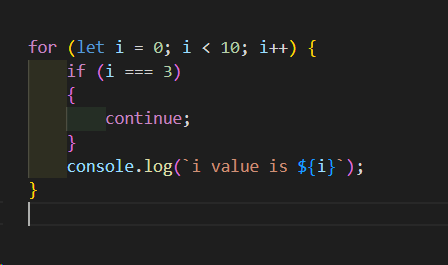 for (let i = 0; i < 10; i++) {
    if (i === 3)
    {
        continue;
    }
    console.log(`i value is ${i}`);
}